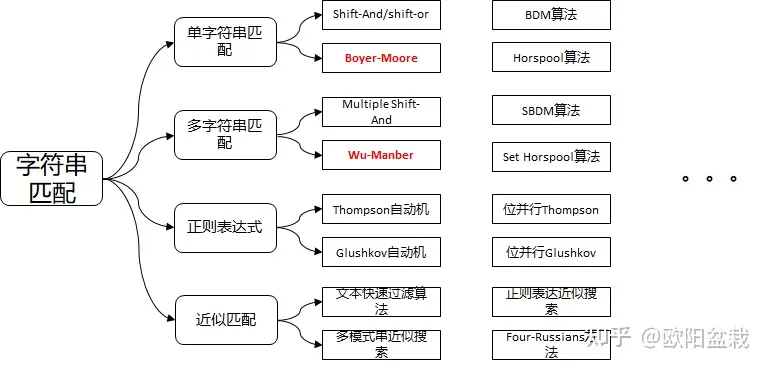 单字符串匹
配
Shift-And/shift-or
BDM算法
Boyer-Moore
Horspool算法
多字符串匹
配
Multiple Shift-
And
SBDM算法
Wu-Manber
Set Horspool算法
字符串
匹配
。。。
正则表达式
Thompson自动机
位并行Thompson
Glushkov自动机
位并行Glushkov
近似匹配
文本快速过滤算
法
正则表达近似搜
索
多模式串近似搜
索
Four-Russians方
法
知乎 @欧阳盆栽